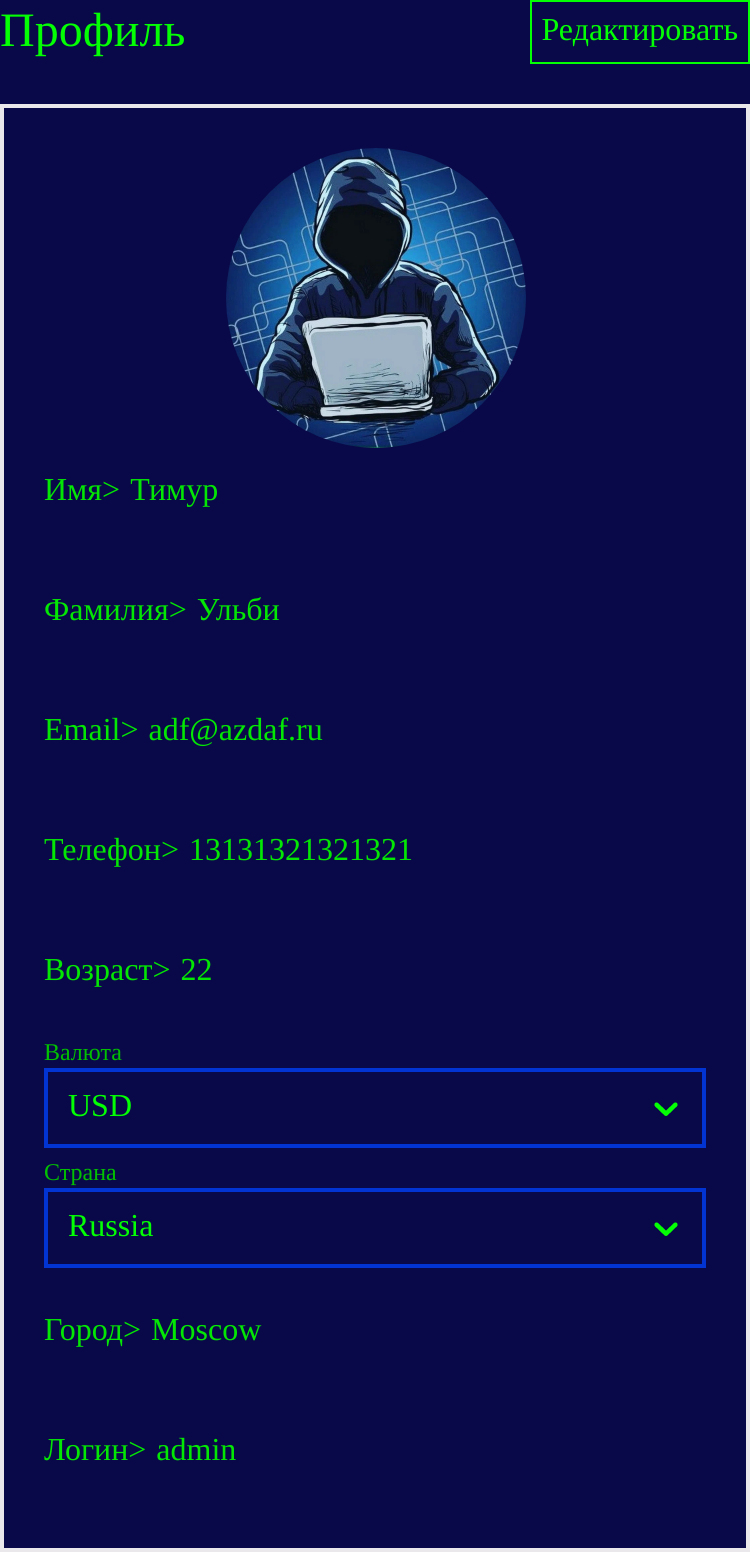 Профиль
Редактировать
Имя> Тимур
Фамилия> Ульби
Email> adf@azdaf.ru
Телефон> 13131321321321
Возраст> 22
Валюта
USD
Страна
Russia
Город> Moscow
Логин> admin